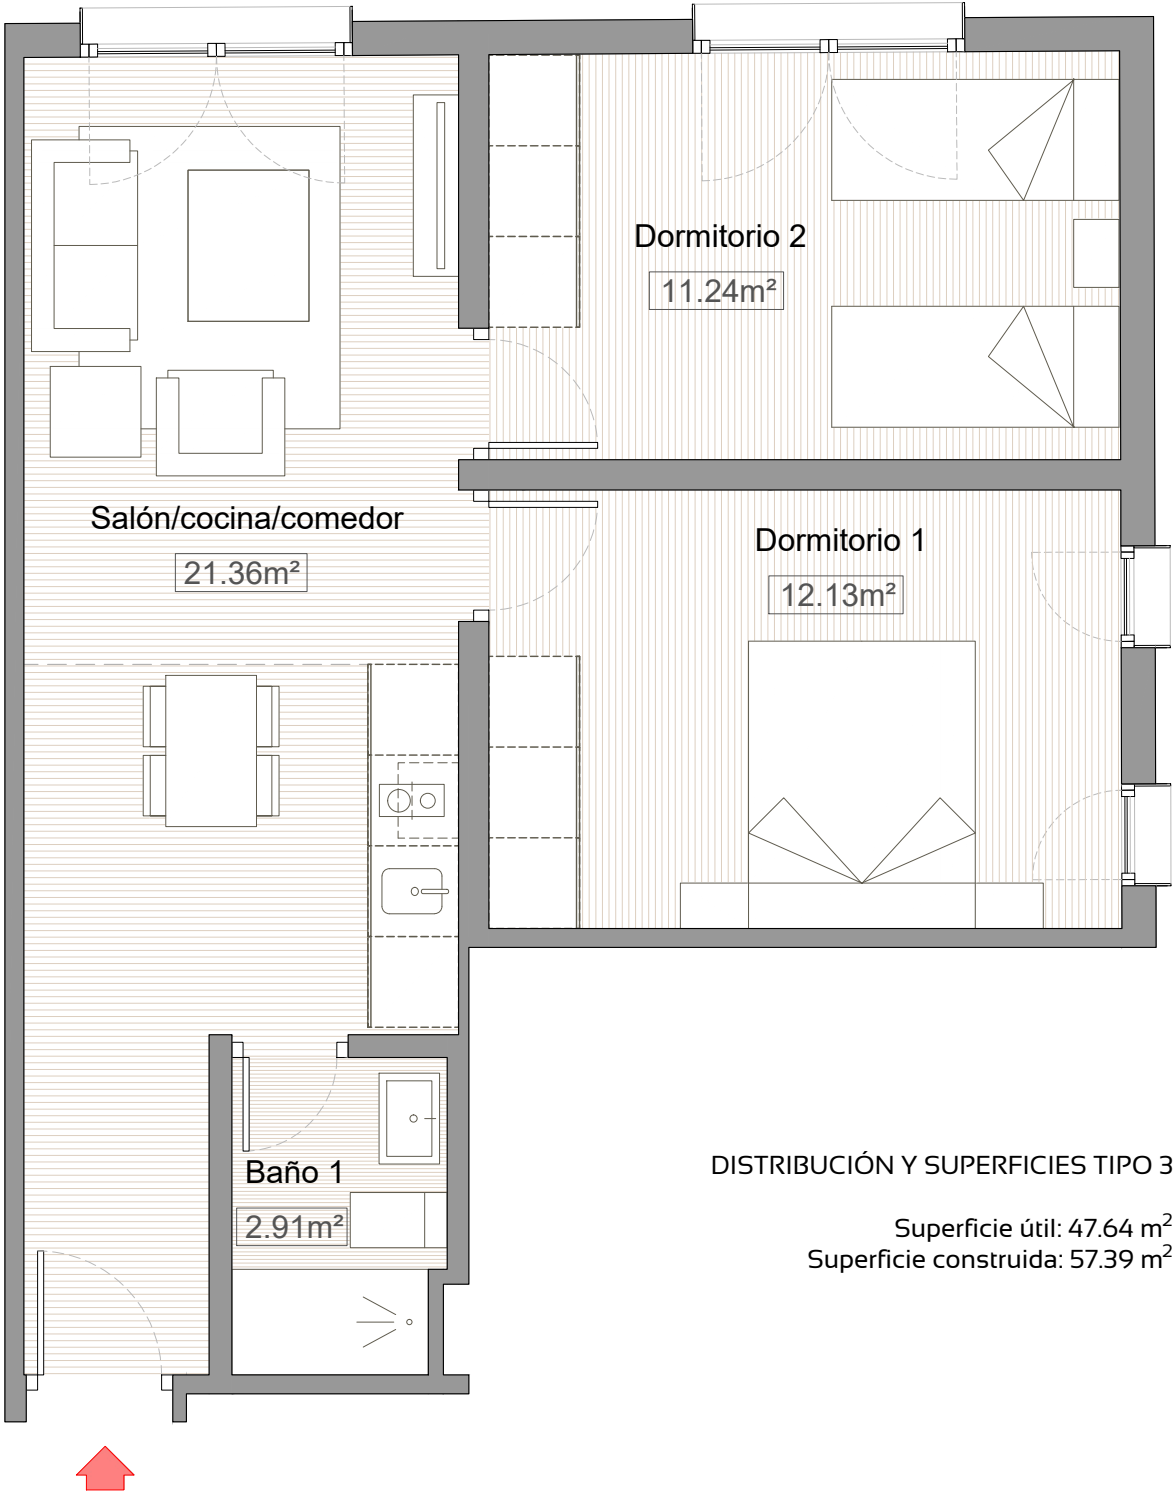 Dormitorio 2
11.24m²
Salón/cocina/comedor
21.36m²
Dormitorio 1
12.13m²
Baño 1
2.91m²
DISTRIBUCIÓN Y SUPERFICIES TIPO 3
Superficie útil: 47.64 m²
Superficie construida: 57.39 m²